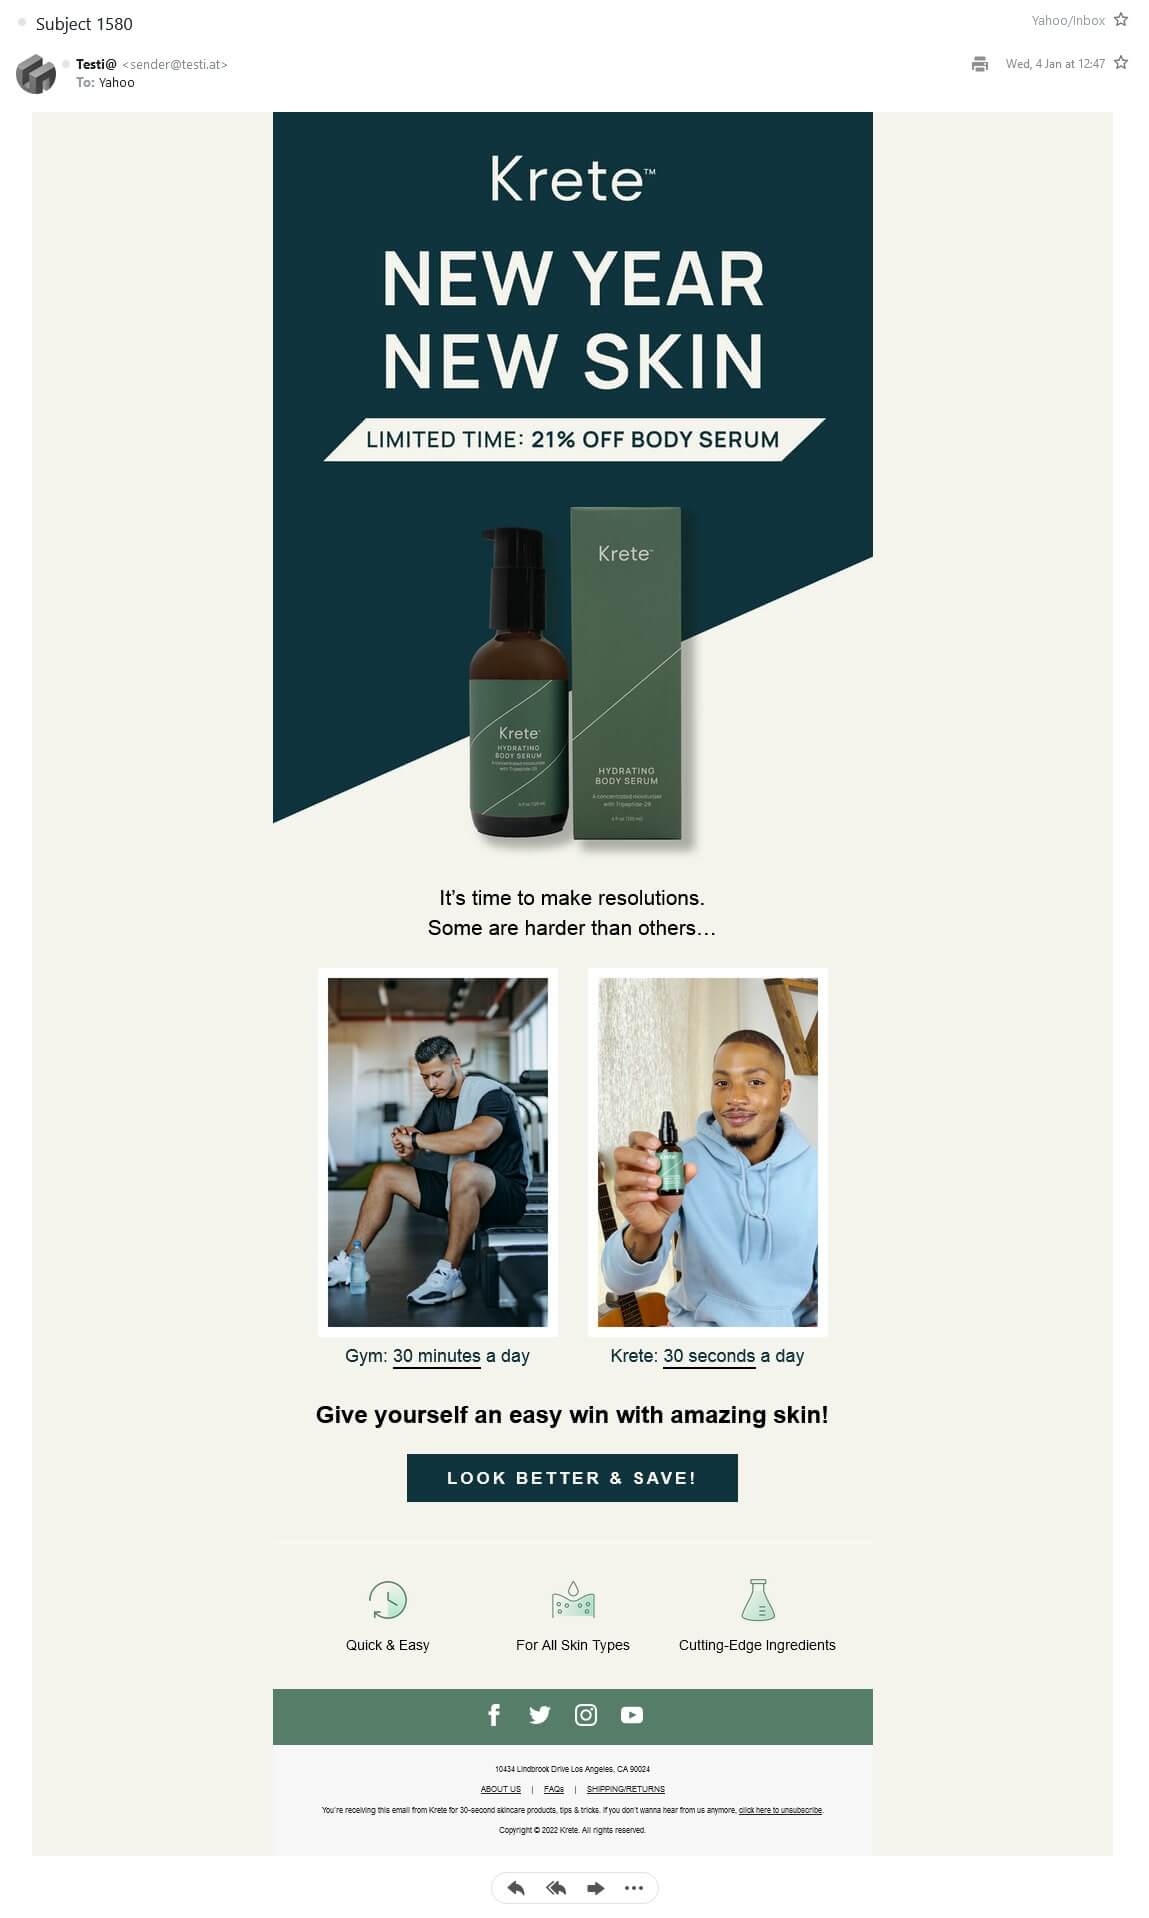 Subject 1580
Yahoo/Inbox
Testi@ <sender@testi.at>
Wed, 4 Jan at 12:47
To: Yahoo
Krete™
NEW YEAR
NEW SKIN
LIMITED TIME: 21% OFF BODY SERUM
Krete™
HYDRATING
BODY SERUM
A concentrated moisturizer
with Tripeptide-29
Krete™
HYDRATING
BODY SERUM
A concentrated moisturizer
with Tripeptide-29
It’s time to make resolutions.
Some are harder than others…
Krete
Gym: 30 minutes a day
Krete: 30 seconds a day
Give yourself an easy win with amazing skin!
LOOK BETTER & SAVE!
Quick & Easy
For All Skin Types
Cutting-Edge Ingredients
10434 Lindbrook Drive Los Angeles, CA 90024
ABOUT US | FAQs | SHIPPING/RETURNS
You’re receiving this email from Krete for 30-second skincare products, tips & tricks. If you don’t wanna hear from us anymore, click here to unsubscribe.
Copyright © 2022 Krete. All rights reserved.